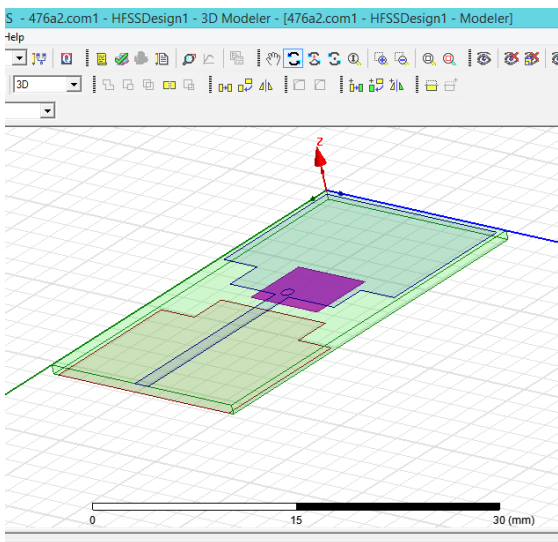 S - 476a2.com1 - HFSSDesign1 - 3D Modeler - [476a2.com1 - HFSSDesign1 - Modeler]
Help
3D
Z
0 15 30 (mm)